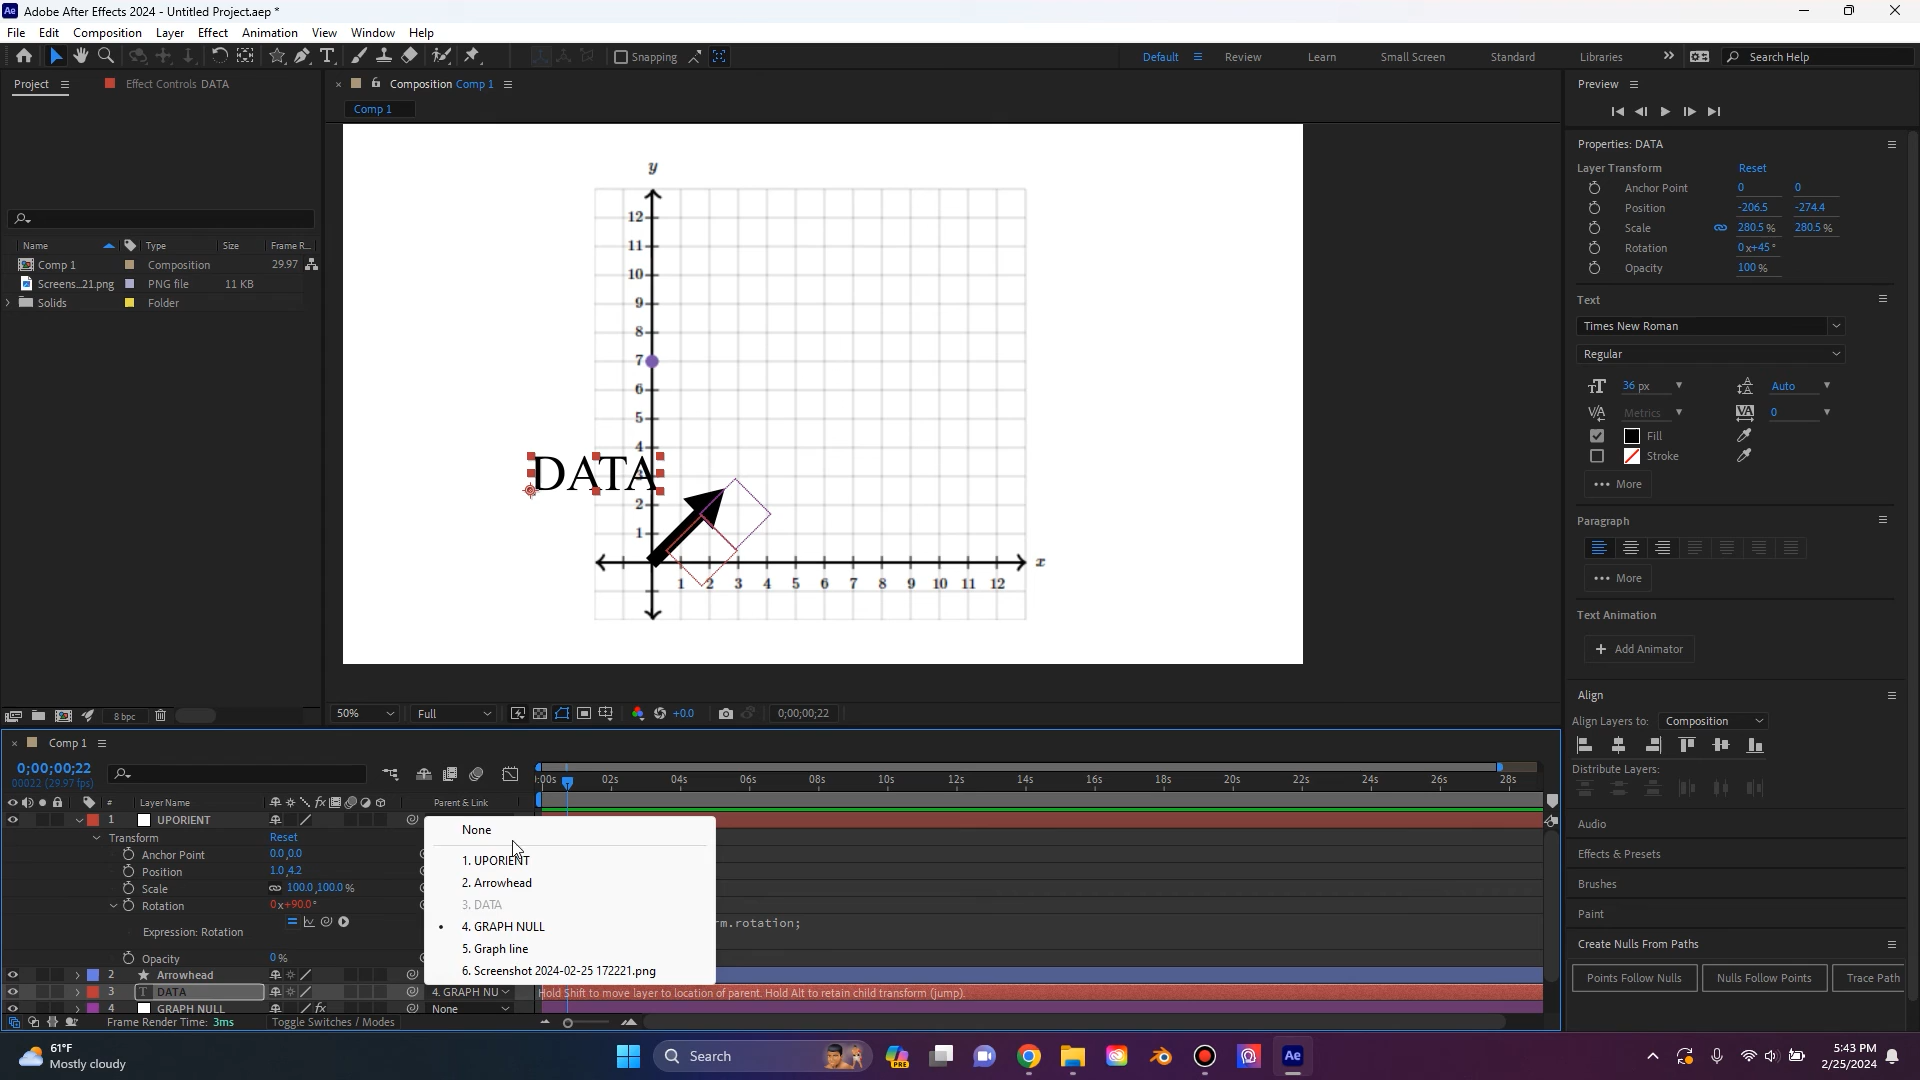 Adobe After Effects 2024 - Untitled Project.aep *
File Edit Composition Layer Effect Animation View Window Help
Snapping
Default Review Learn Small Screen Standard Libraries Search Help
Project Effect Controls DATA
Composition Comp 1
Comp 1
Preview
Properties: DATA
Layer Transform Reset
Anchor Point 0 0
Position -206.5 -274.4
Scale 280.5 % 280.5 %
Rotation 0x+45°
Opacity 100 %
Text
Times New Roman
Regular
36 px Auto
Metrics 0
Fill
Stroke
More
Paragraph
More
Text Animation
Add Animator
Align
Align Layers to: Composition
Distribute Layers:
Audio
Effects & Presets
Brushes
Paint
Create Nulls From Paths
Points Follow Nulls Nulls Follow Points Trace Path
Name Type Size Frame R...
Comp 1 Composition 29.97
Screens...21.png PNG file 11 KB
Solids Folder
8 bpc
y
12
11
10
9
8
7
6
5
4
3
2
1
DATA
x
1 2 3 4 5 6 7 8 9 10 11 12
50% Full +0.0 0;00;00;22
Comp 1
0;00;00;22
00022 (29.97 fps)
:00s 02s 04s 06s 08s 10s 12s 14s 16s 18s 20s 22s 24s 26s 28s
# Layer Name fx Parent & Link
1 UPORIENT
Transform Reset
Anchor Point 0.0,0.0
Position 1.0,4.2
Scale 100.0,100.0 %
Rotation 0x+90.0°
Expression: Rotation
m.rotation;
Opacity 0 %
2 Arrowhead
3 T DATA 4. GRAPH NU
Hold Shift to move layer to location of parent. Hold Alt to retain child transform (jump).
4 GRAPH NULL None
None
1. UPORIENT
2. Arrowhead
3. DATA
4. GRAPH NULL
5. Graph line
6. Screenshot 2024-02-25 172221.png
Frame Render Time: 3ms Toggle Switches / Modes
61°F
Mostly cloudy
Search
PRE
Ae
5:43 PM
2/25/2024